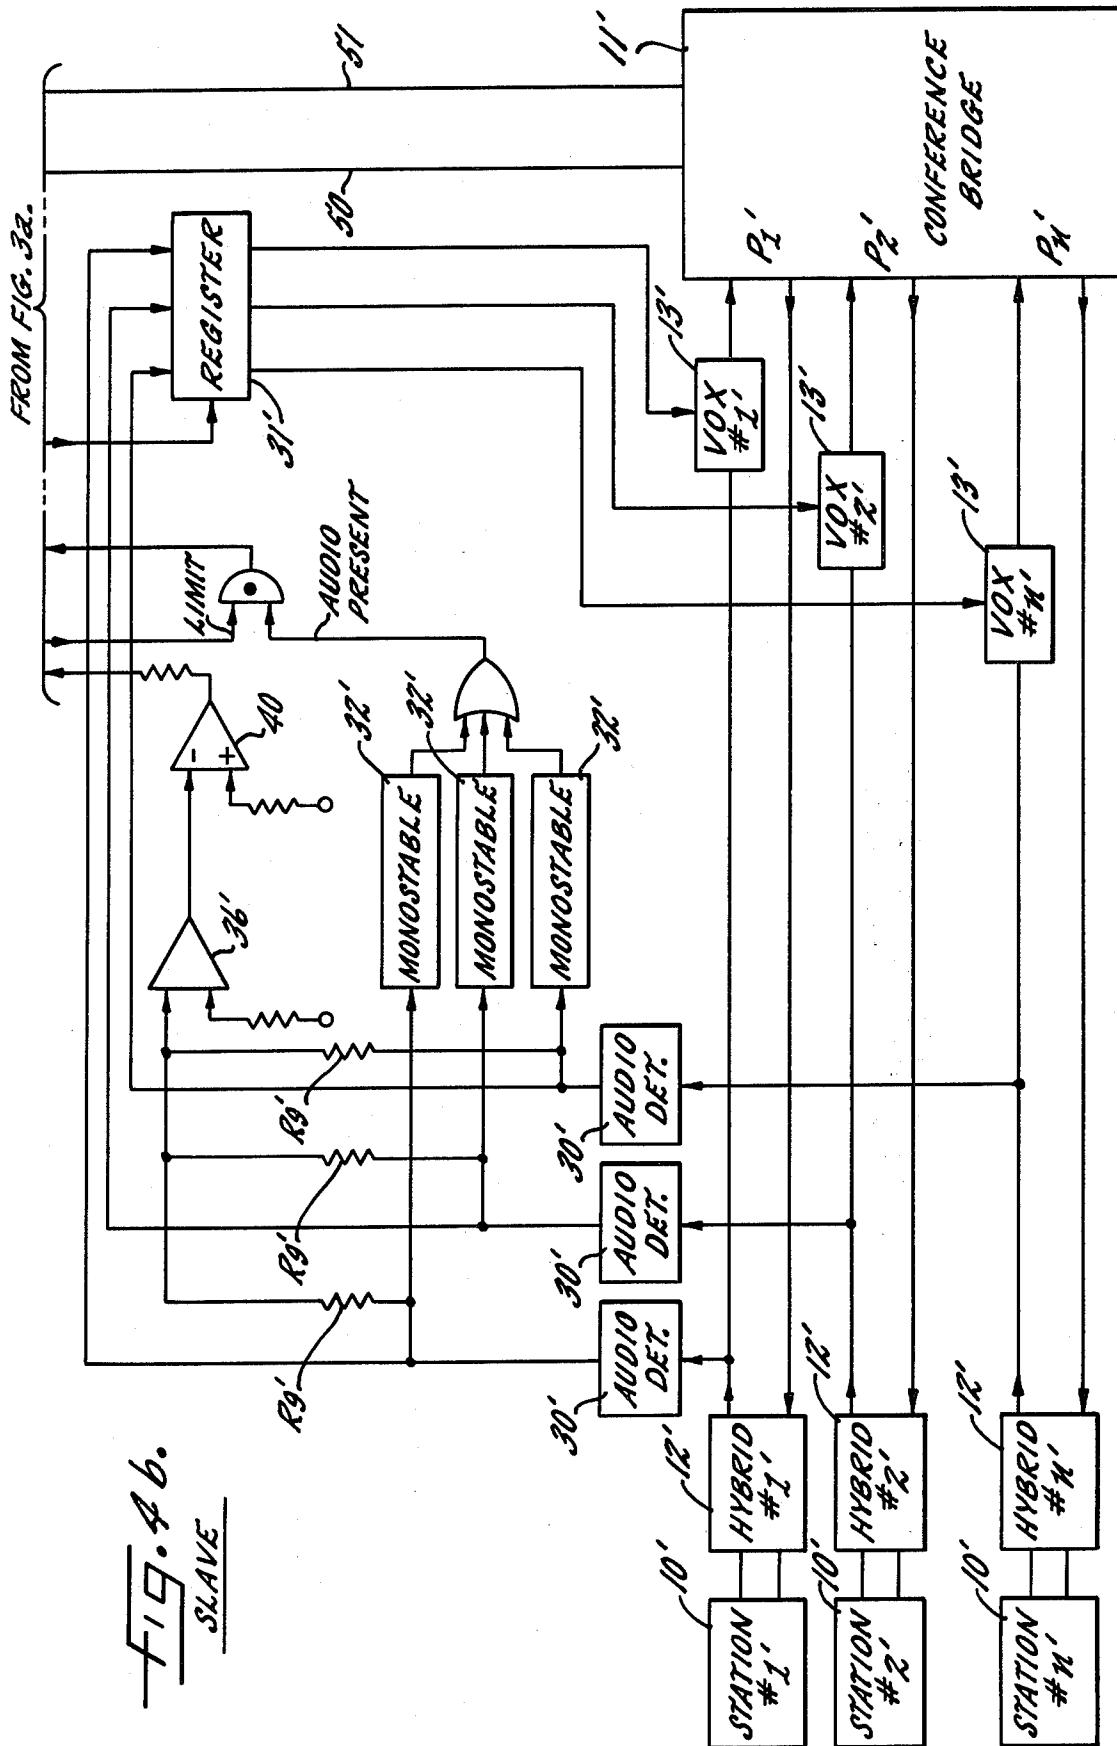 Fig. 4b.
SLAVE
FROM FIG. 3a.
51
50
11'
CONFERENCE
BRIDGE
P1'
P2'
Pn'
REGISTER
31'
LIMIT
AUDIO
PRESENT
40
-
+
36'
32'
32'
32'
MONOSTABLE
MONOSTABLE
MONOSTABLE
R9'
R9'
R9'
30'
AUDIO
DET.
30'
AUDIO
DET.
30'
AUDIO
DET.
13'
VOX
#1'
13'
VOX
#2'
13'
VOX
#n'
12'
HYBRID
#1'
12'
HYBRID
#2'
12'
HYBRID
#n'
10'
STATION
#1'
10'
STATION
#2'
10'
STATION
#n'